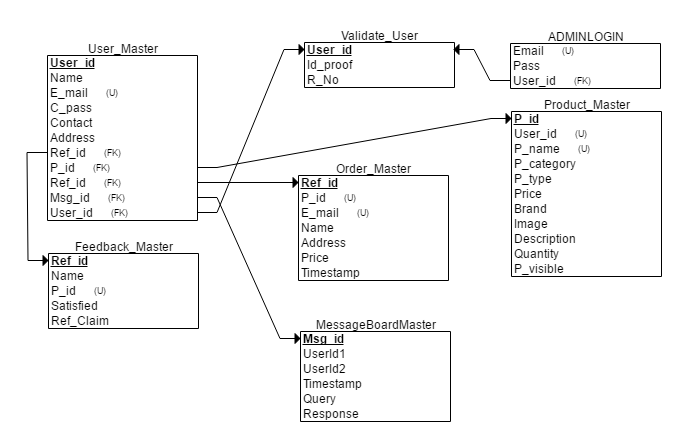 User_Master
User_id
Name
E_mail (U)
C_pass
Contact
Address
Ref_id (FK)
P_id (FK)
Ref_id (FK)
Msg_id (FK)
User_id (FK)
Validate_User
User_id
Id_proof
R_No
ADMINLOGIN
Email (U)
Pass
User_id (FK)
Product_Master
P_id
User_id (U)
P_name (U)
P_category
P_type
Price
Brand
Image
Description
Quantity
P_visible
Order_Master
Ref_id
P_id (U)
E_mail (U)
Name
Address
Price
Timestamp
Feedback_Master
Ref_id
Name
P_id (U)
Satisfied
Ref_Claim
MessageBoardMaster
Msg_id
UserId1
UserId2
Timestamp
Query
Response